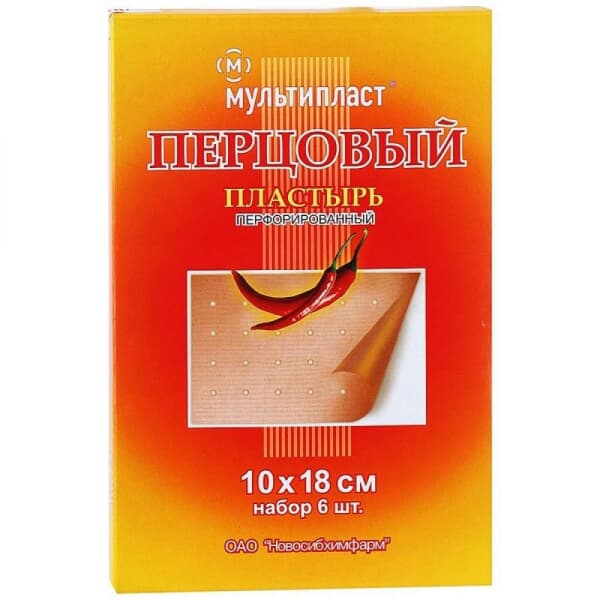 (М)
мультипласт®
ПЕРЦОВЫЙ
ПЛАСТЫРЬ
ПЕРФОРИРОВАННЫЙ
10 х 18 см
набор 6 шт.
ОАО "Новосибхимфарм"